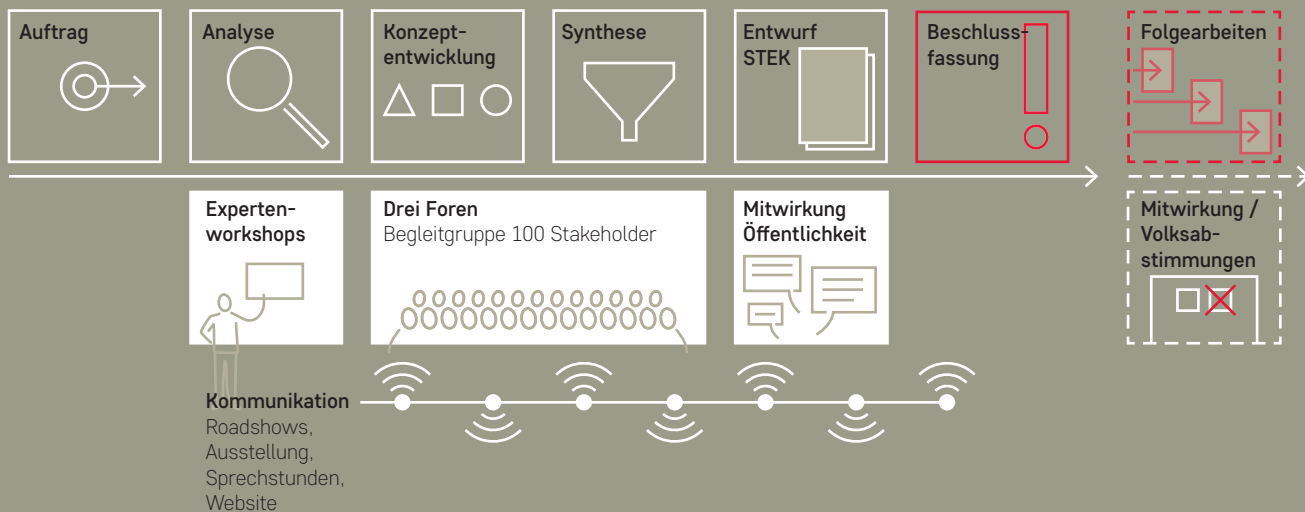 Auftrag
Analyse
Konzept-
entwicklung
Synthese
Entwurf
STEK
Beschluss-
fassung
Folgearbeiten
Experten-
workshops
Drei Foren
Begleitgruppe 100 Stakeholder
Mitwirkung
Öffentlichkeit
Mitwirkung /
Volksab-
stimmungen
Kommunikation
Roadshows,
Ausstellung,
Sprechstunden,
Website